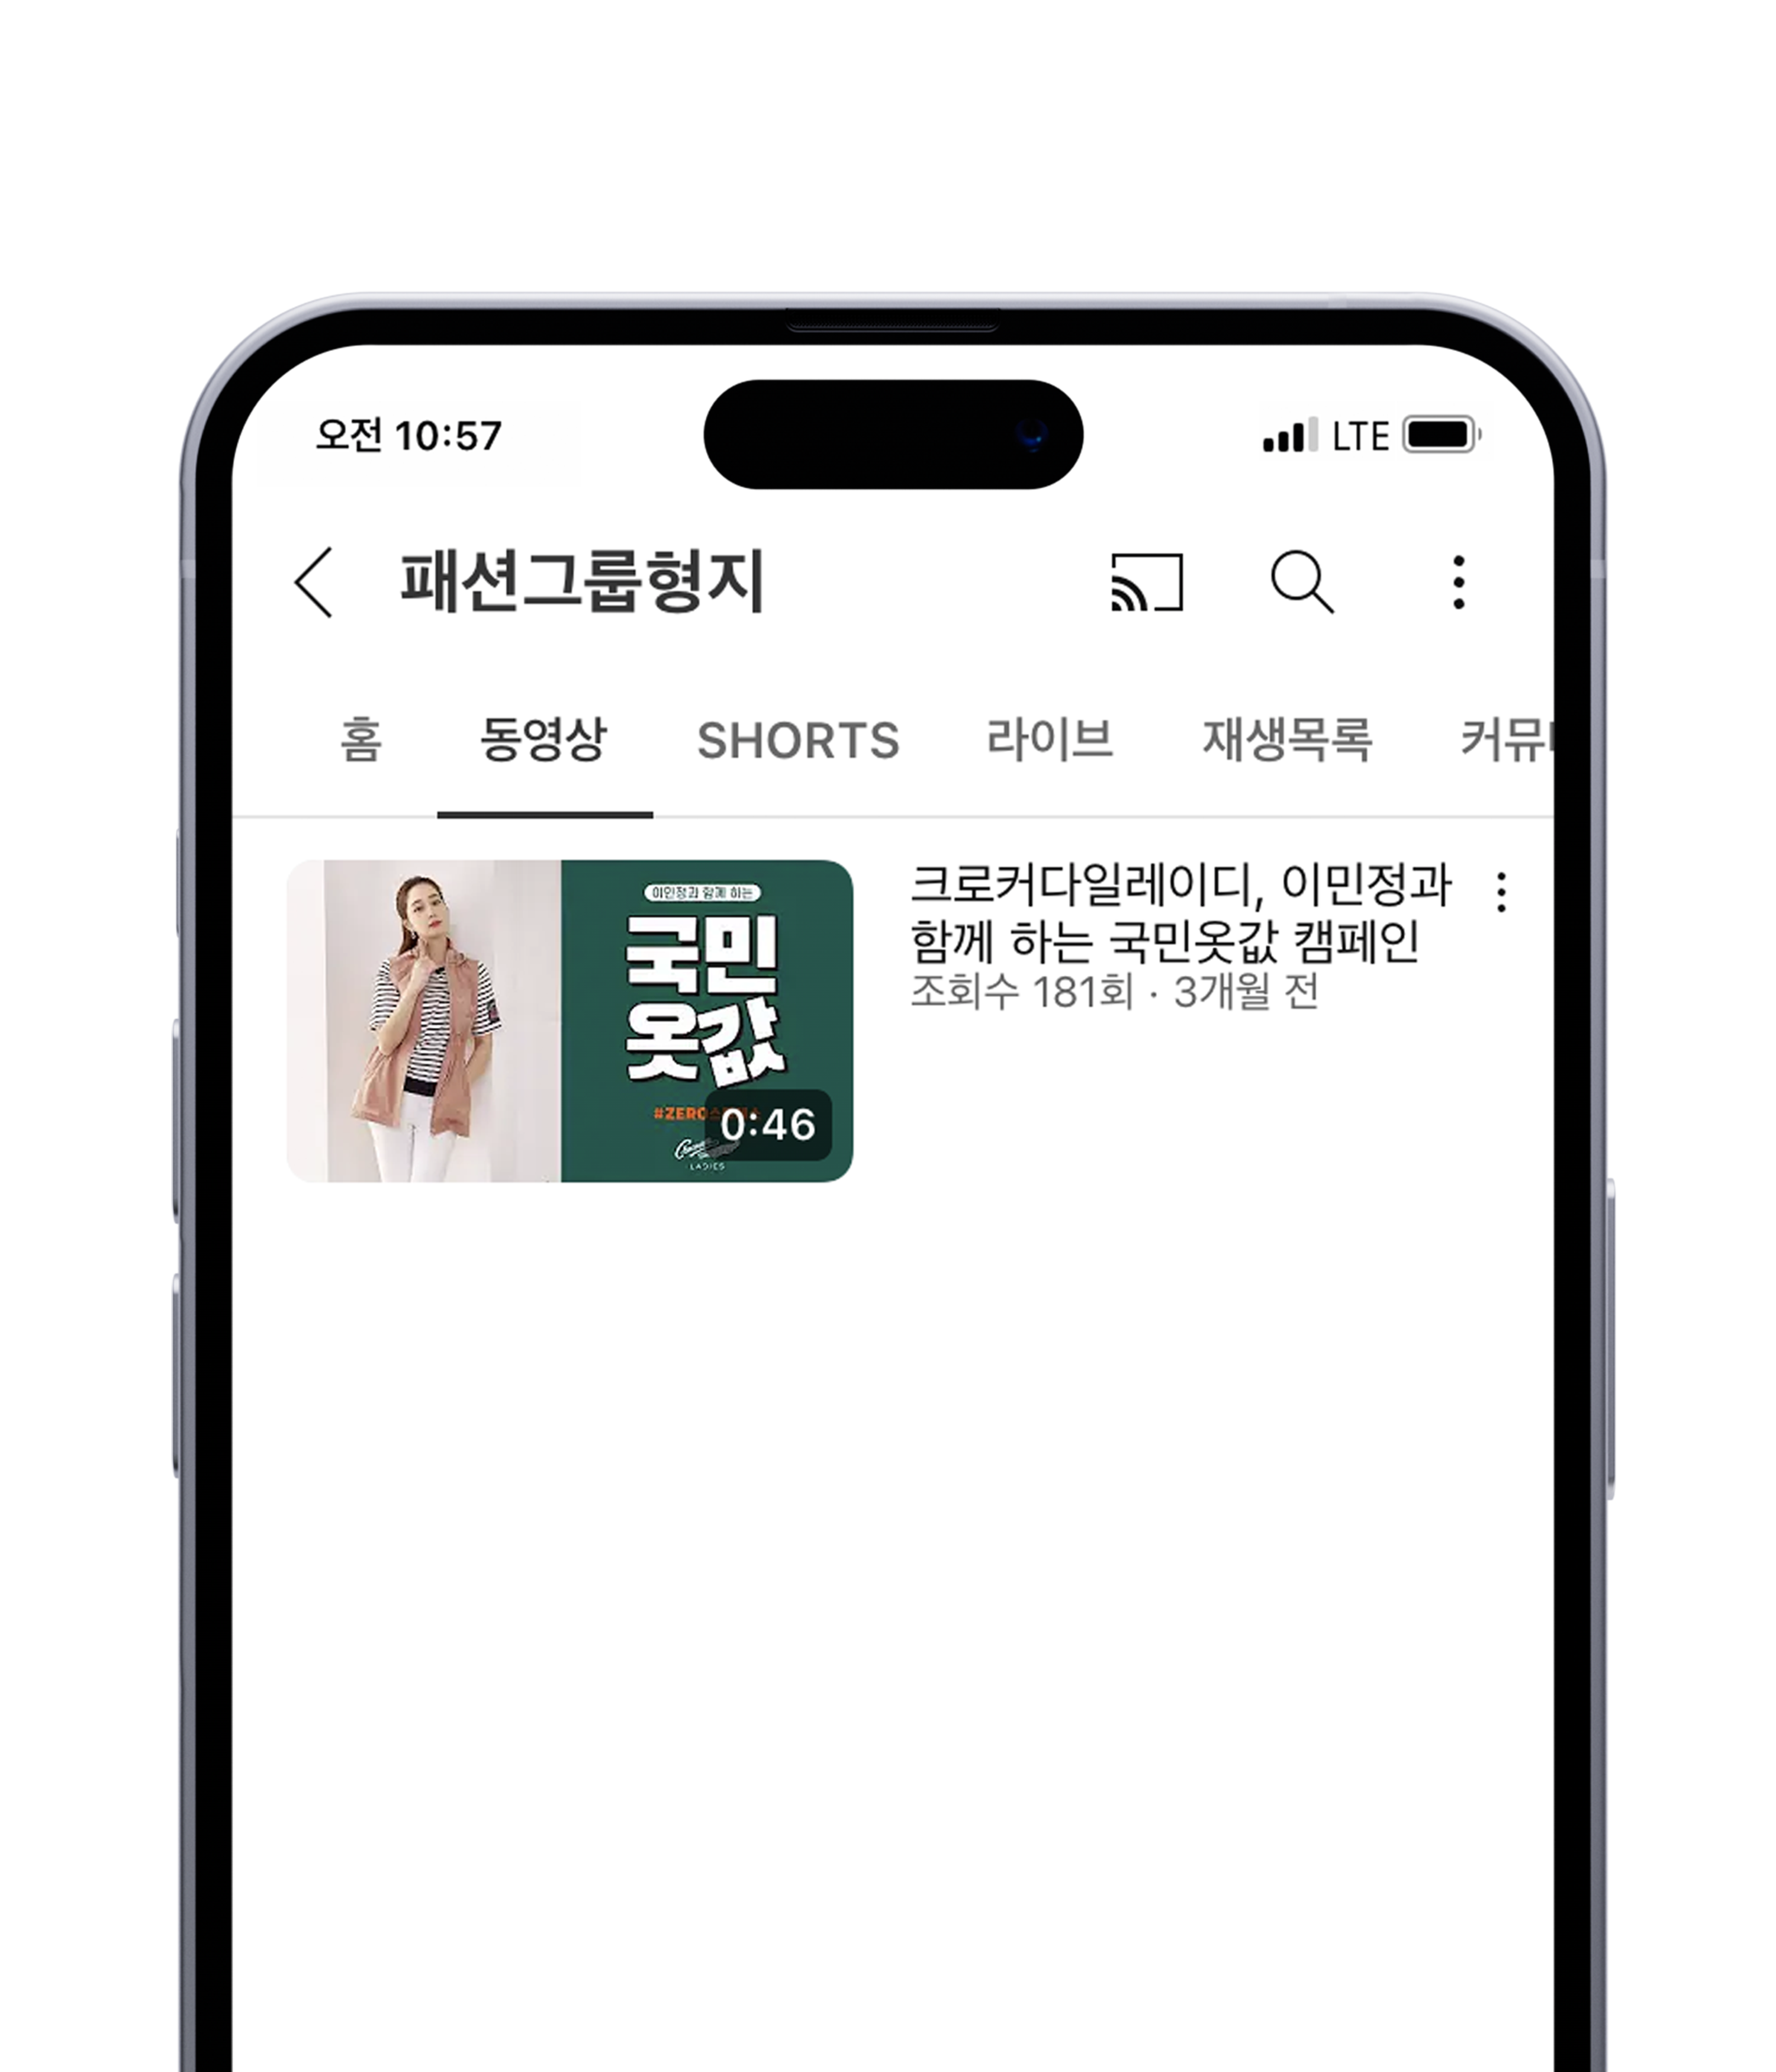 오전 10:57
LTE
패션그룹형지
홈 동영상 SHORTS 라이브 재생목록 커뮤
이민정과 함께 하는
국민
옷값
#ZERO
0:46
LADIES
크로커다일레이디, 이민정과
함께 하는 국민옷값 캠페인
조회수 181회 · 3개월 전